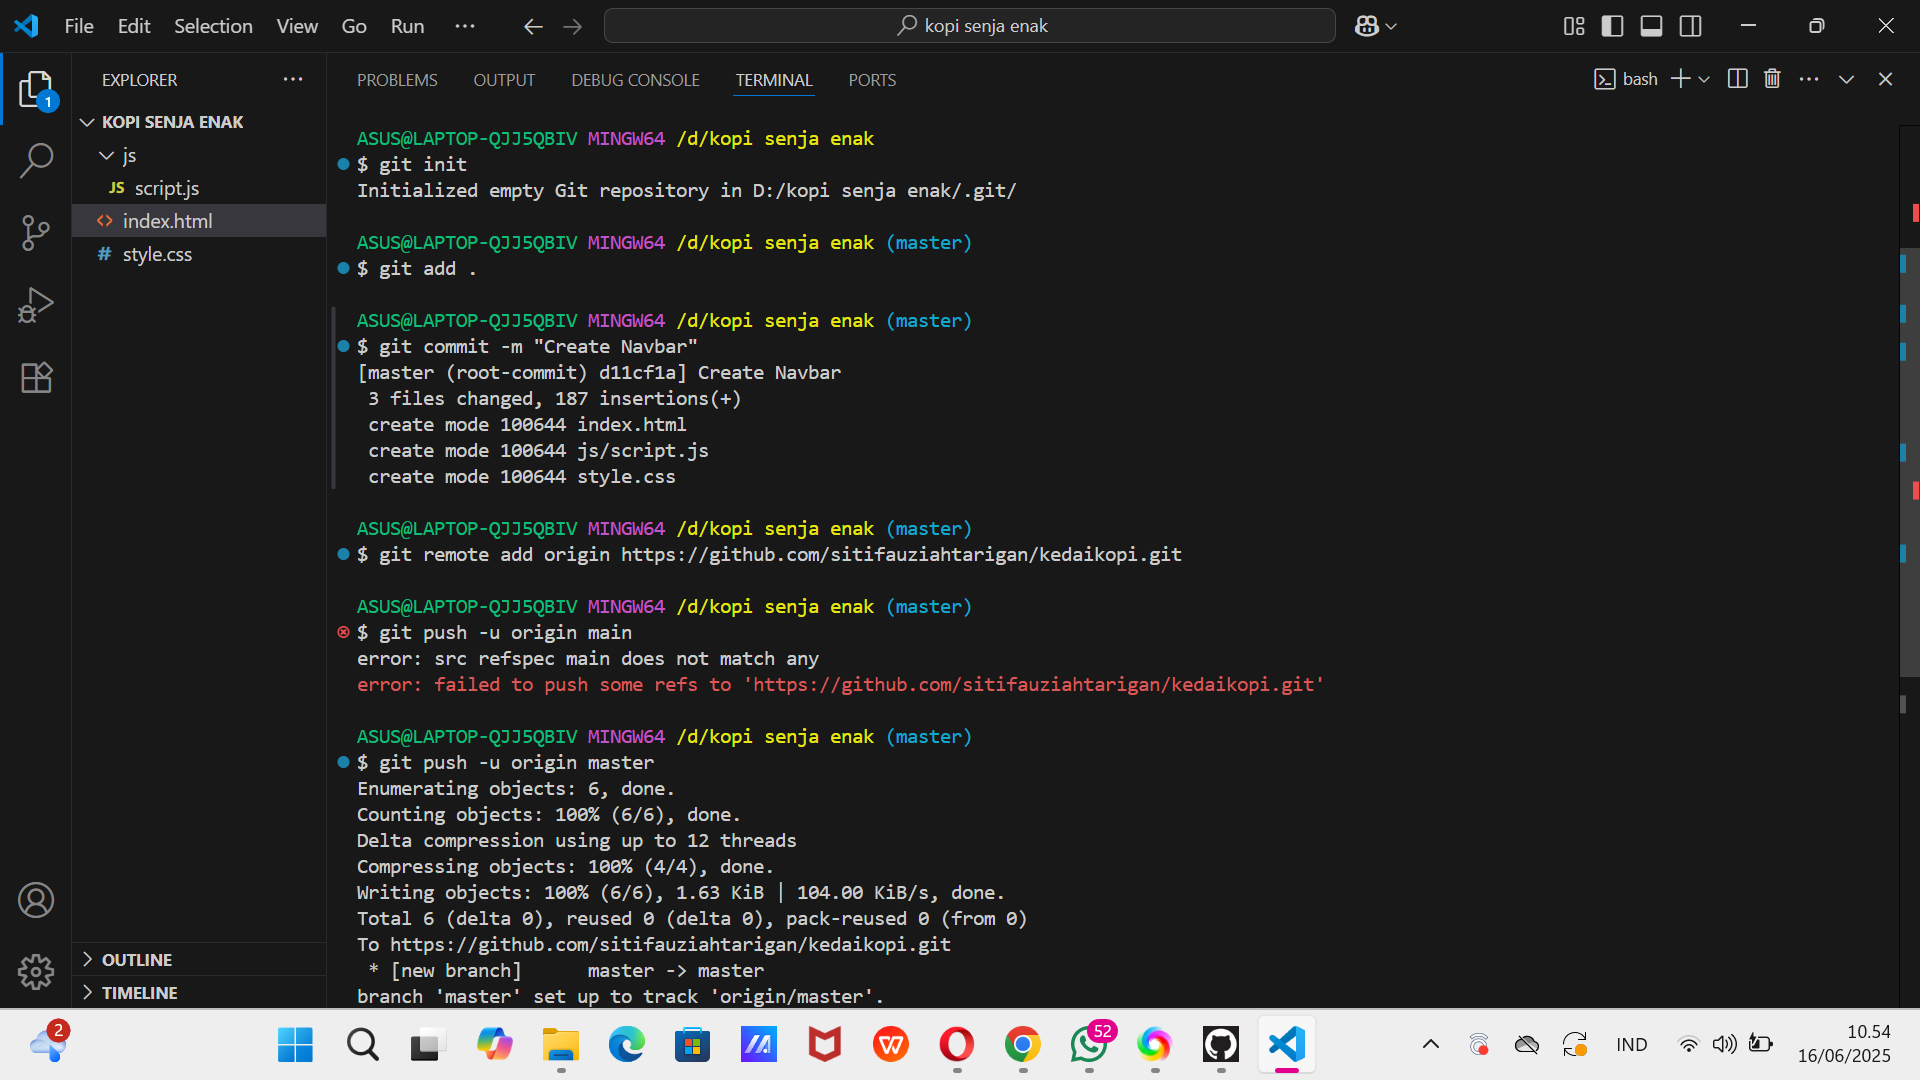 File Edit Selection View Go Run ...
kopi senja enak
EXPLORER ...
PROBLEMS OUTPUT DEBUG CONSOLE TERMINAL PORTS
bash
1
KOPI SENJA ENAK
js
JS script.js
<> index.html
# style.css
OUTLINE
TIMELINE
ASUS@LAPTOP-QJJ5QBIV MINGW64 /d/kopi senja enak
$ git init
Initialized empty Git repository in D:/kopi senja enak/.git/
ASUS@LAPTOP-QJJ5QBIV MINGW64 /d/kopi senja enak (master)
$ git add .
ASUS@LAPTOP-QJJ5QBIV MINGW64 /d/kopi senja enak (master)
$ git commit -m "Create Navbar"
[master (root-commit) d11cf1a] Create Navbar
3 files changed, 187 insertions(+)
create mode 100644 index.html
create mode 100644 js/script.js
create mode 100644 style.css
ASUS@LAPTOP-QJJ5QBIV MINGW64 /d/kopi senja enak (master)
$ git remote add origin https://github.com/sitifauziahtarigan/kedaikopi.git
ASUS@LAPTOP-QJJ5QBIV MINGW64 /d/kopi senja enak (master)
$ git push -u origin main
error: src refspec main does not match any
error: failed to push some refs to 'https://github.com/sitifauziahtarigan/kedaikopi.git'
ASUS@LAPTOP-QJJ5QBIV MINGW64 /d/kopi senja enak (master)
$ git push -u origin master
Enumerating objects: 6, done.
Counting objects: 100% (6/6), done.
Delta compression using up to 12 threads
Compressing objects: 100% (4/4), done.
Writing objects: 100% (6/6), 1.63 KiB | 104.00 KiB/s, done.
Total 6 (delta 0), reused 0 (delta 0), pack-reused 0 (from 0)
To https://github.com/sitifauziahtarigan/kedaikopi.git
* [new branch] master -> master
branch 'master' set up to track 'origin/master'.
2
52
IND
10.54
16/06/2025